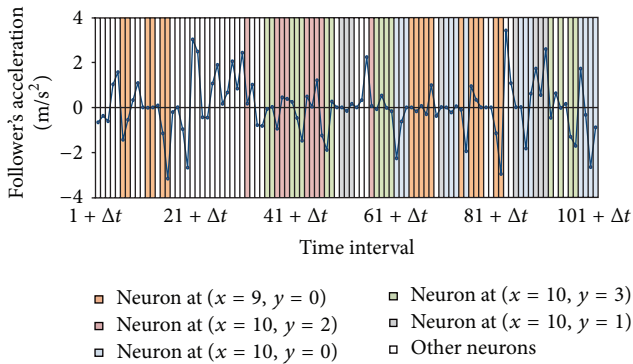 Follower's acceleration
(m/s²)
4
2
0
−2
−4
1 + Δt
21 + Δt
41 + Δt
61 + Δt
81 + Δt
101 + Δt
Time interval
Neuron at (x = 9, y = 0)
Neuron at (x = 10, y = 2)
Neuron at (x = 10, y = 0)
Neuron at (x = 10, y = 3)
Neuron at (x = 10, y = 1)
Other neurons